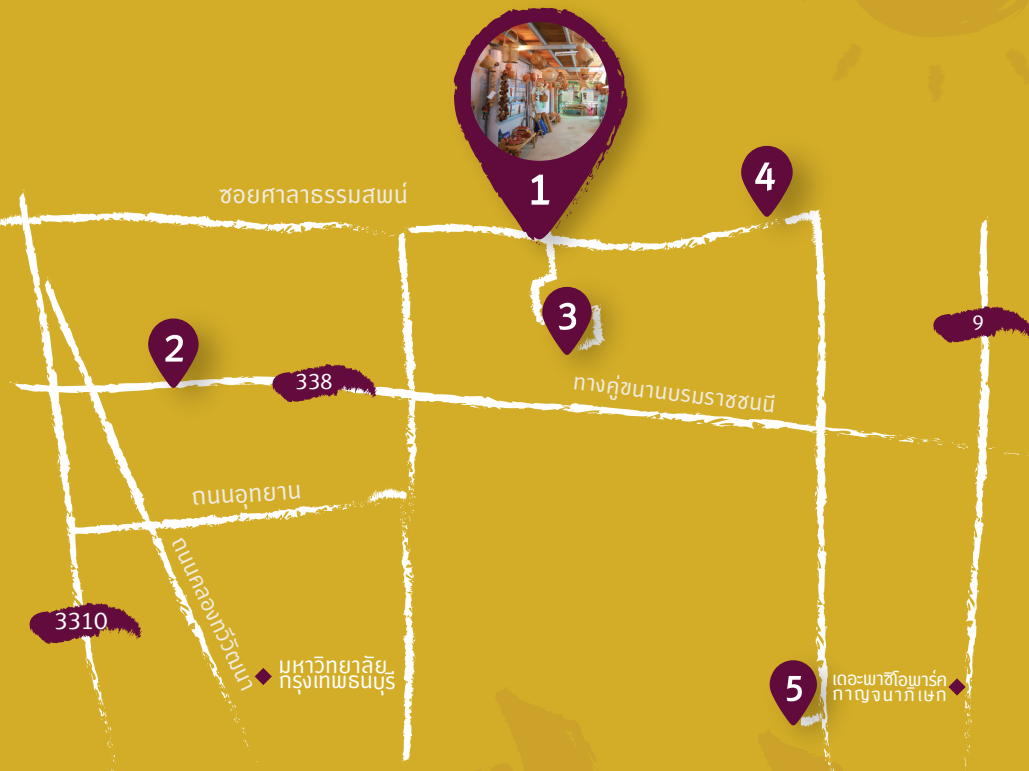 1
4
ซอยศาลาธรรมสพน์
3
9
2
338
ทางคู่ขนานบรมราชชนนี
ถนนอุทยาน
ถนนคลองทวีวัฒนา
3310
มหาวิทยาลัย
กรุงเทพธนบุรี
5
เดอะพาซิโอพาร์ค
กาญจนาภิเษก